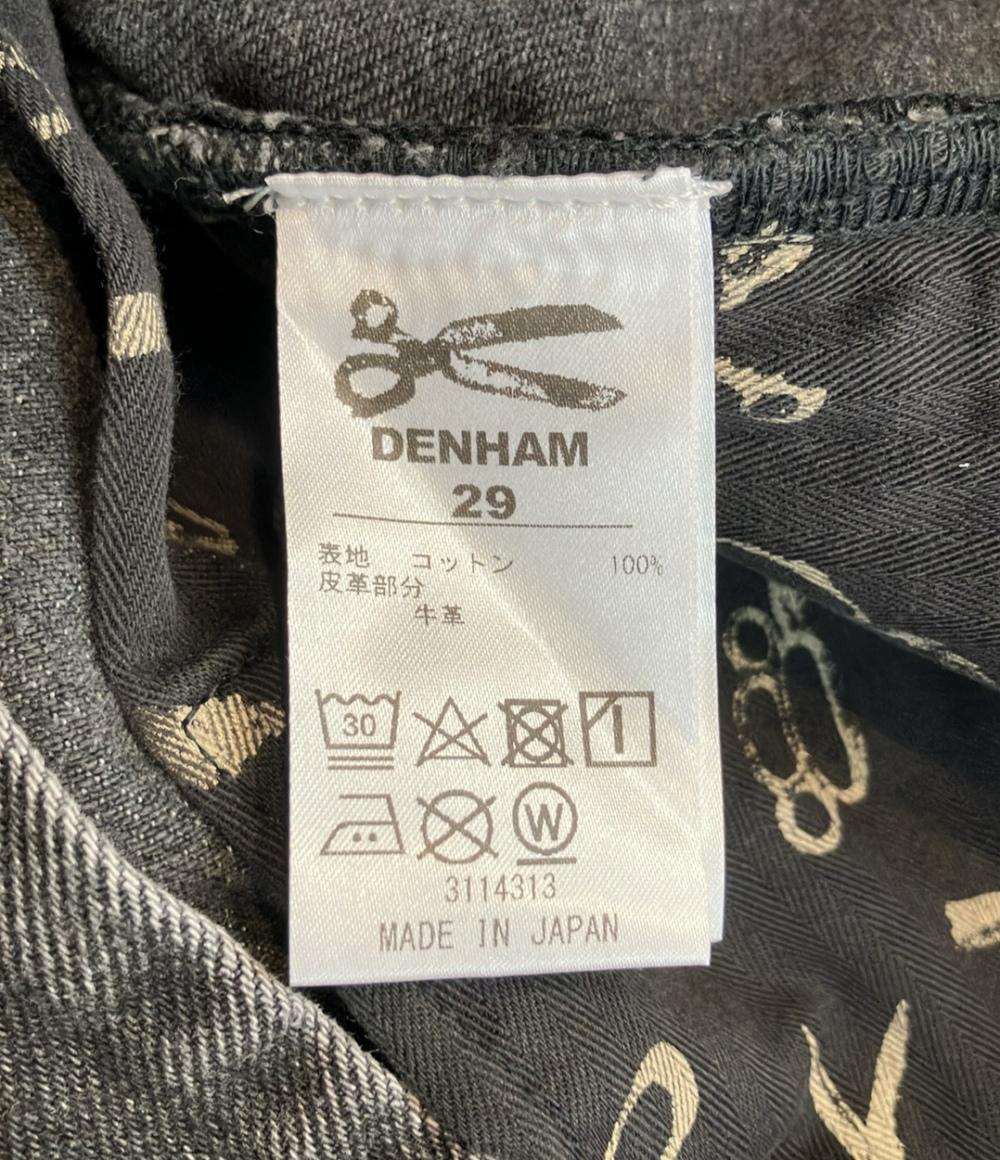 DENHAM
29
表地 コットン 100%
皮革部分
牛革
30
W
3114313
MADE IN JAPAN